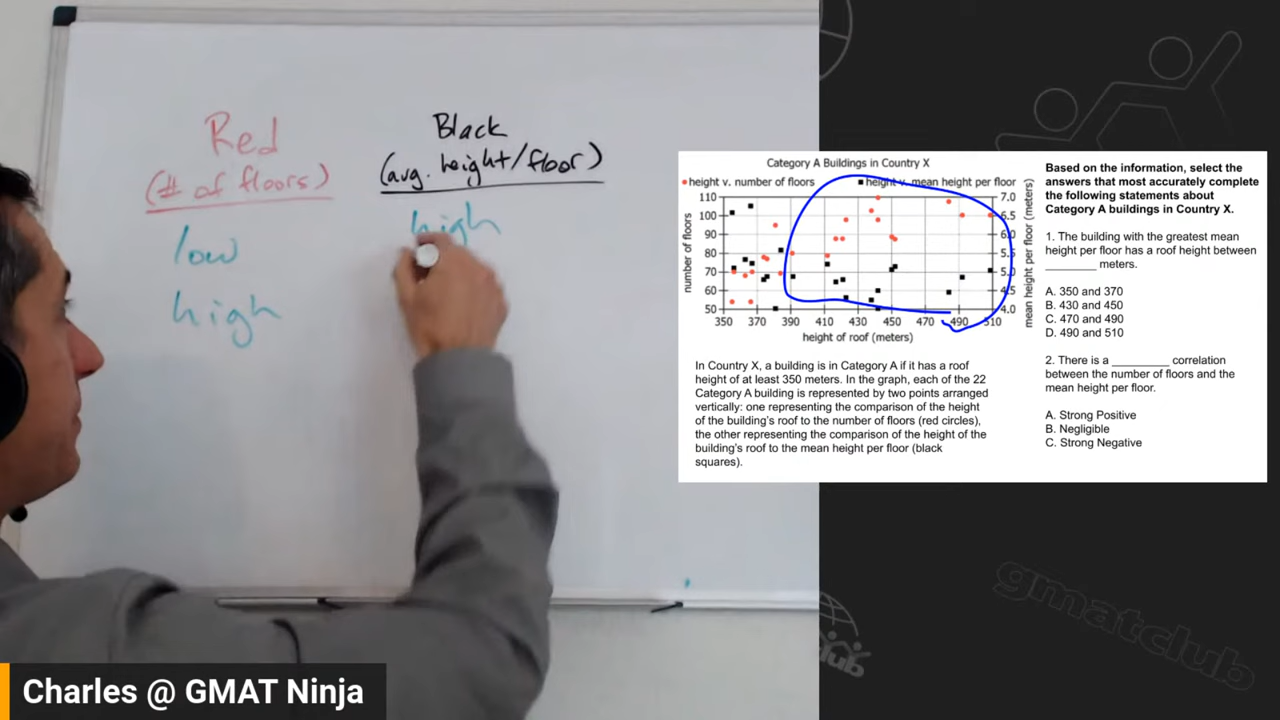 Red
(# of floors)
low
high
Black
(avg. height/floor)
high
Category A Buildings in Country X
height v. number of floors
height v. mean height per floor
number of floors
110
100
90
80
70
60
50
7.0
6.5
6.0
5.0
4.5
4.0
mean height per floor (meters)
350 370 390 410 430 450 470 490 510
height of roof (meters)
In Country X, a building is in Category A if it has a roof
height of at least 350 meters. In the graph, each of the 22
Category A building is represented by two points arranged
vertically: one representing the comparison of the height
of the building's roof to the number of floors (red circles),
the other representing the comparison of the height of the
building's roof to the mean height per floor (black
squares).
Based on the information, select the
answers that most accurately complete
the following statements about
Category A buildings in Country X.
1. The building with the greatest mean
height per floor has a roof height between
________ meters.
A. 350 and 370
B. 430 and 450
C. 470 and 490
D. 490 and 510
2. There is a _________ correlation
between the number of floors and the
mean height per floor.
A. Strong Positive
B. Negligible
C. Strong Negative
gmatclub
Charles @ GMAT Ninja